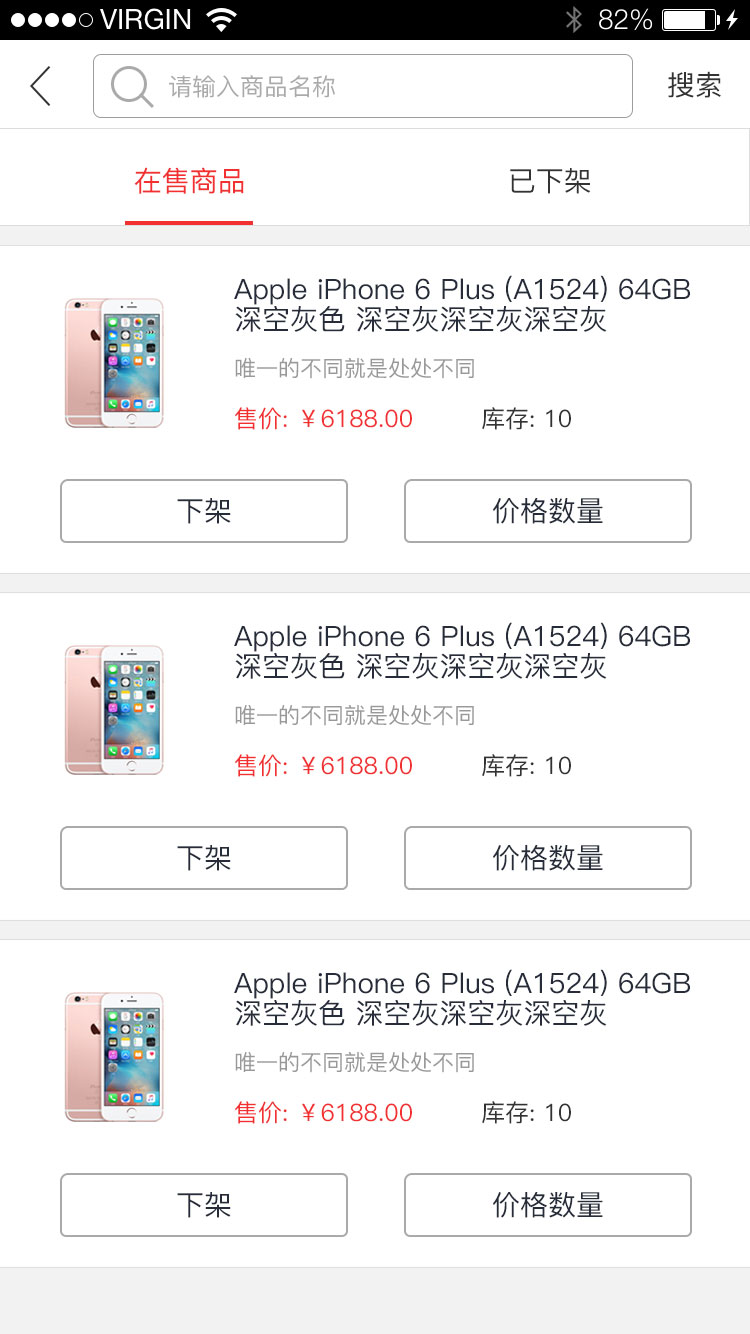 VIRGIN 82%
请输入商品名称 搜索
在售商品 已下架
Apple iPhone 6 Plus (A1524) 64GB
深空灰色 深空灰深空灰深空灰
唯一的不同就是处处不同
售价: ¥6188.00 库存: 10
下架 价格数量
Apple iPhone 6 Plus (A1524) 64GB
深空灰色 深空灰深空灰深空灰
唯一的不同就是处处不同
售价: ¥6188.00 库存: 10
下架 价格数量
Apple iPhone 6 Plus (A1524) 64GB
深空灰色 深空灰深空灰深空灰
唯一的不同就是处处不同
售价: ¥6188.00 库存: 10
下架 价格数量